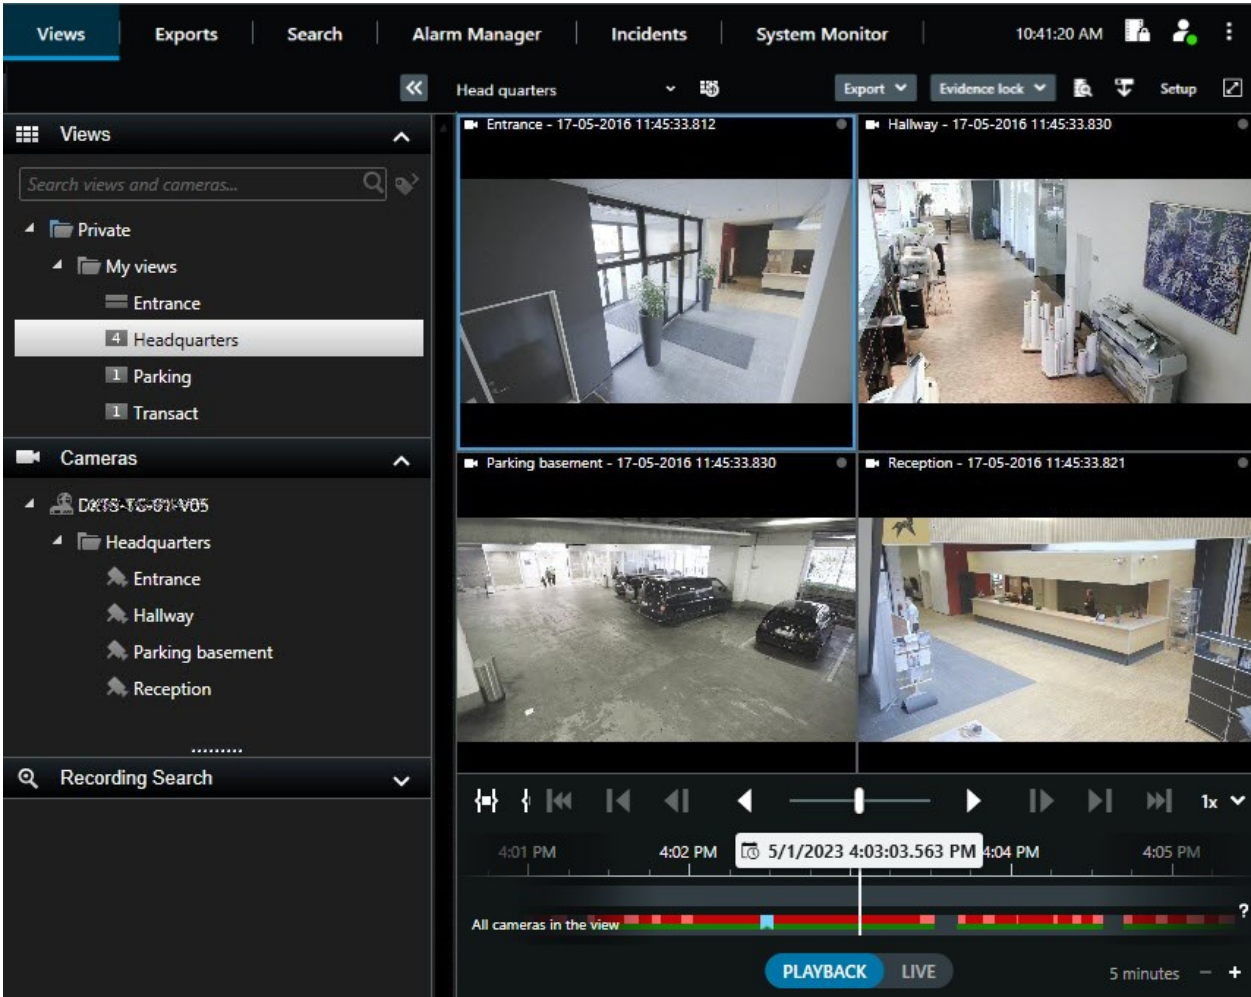 Views Exports Search Alarm Manager Incidents System Monitor 10:41:20 AM
Head quarters Export Evidence lock Setup
Views
Search views and cameras...
Private
My views
Entrance
4 Headquarters
1 Parking
1 Transact
Cameras
Headquarters
Entrance
Hallway
Parking basement
Reception
Recording Search
Entrance - 17-05-2016 11:45:33.812
Hallway - 17-05-2016 11:45:33.830
Parking basement - 17-05-2016 11:45:33.830
Reception - 17-05-2016 11:45:33.821
1x
4:01 PM 4:02 PM 5/1/2023 4:03:03.563 PM 4:04 PM 4:05 PM
All cameras in the view ?
PLAYBACK LIVE 5 minutes - +